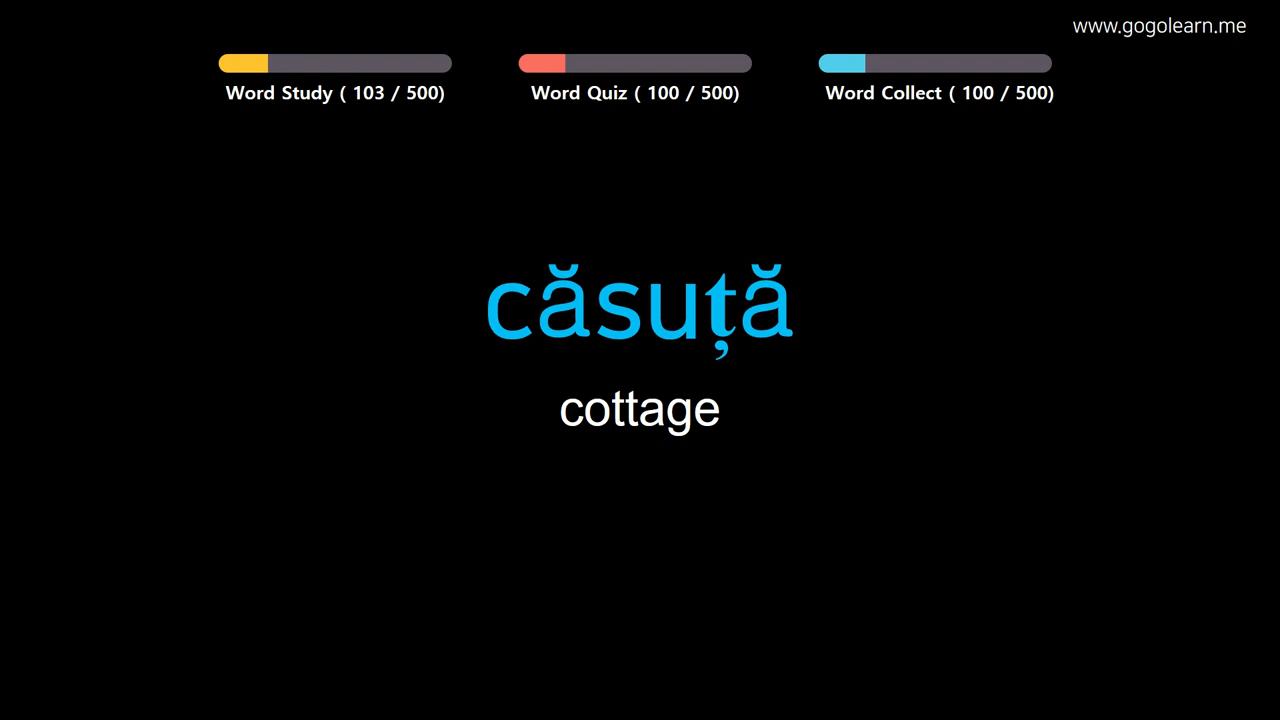 www.gogolearn.me
Word Study ( 103 / 500)
Word Quiz ( 100 / 500)
Word Collect ( 100 / 500)
căsuță
cottage